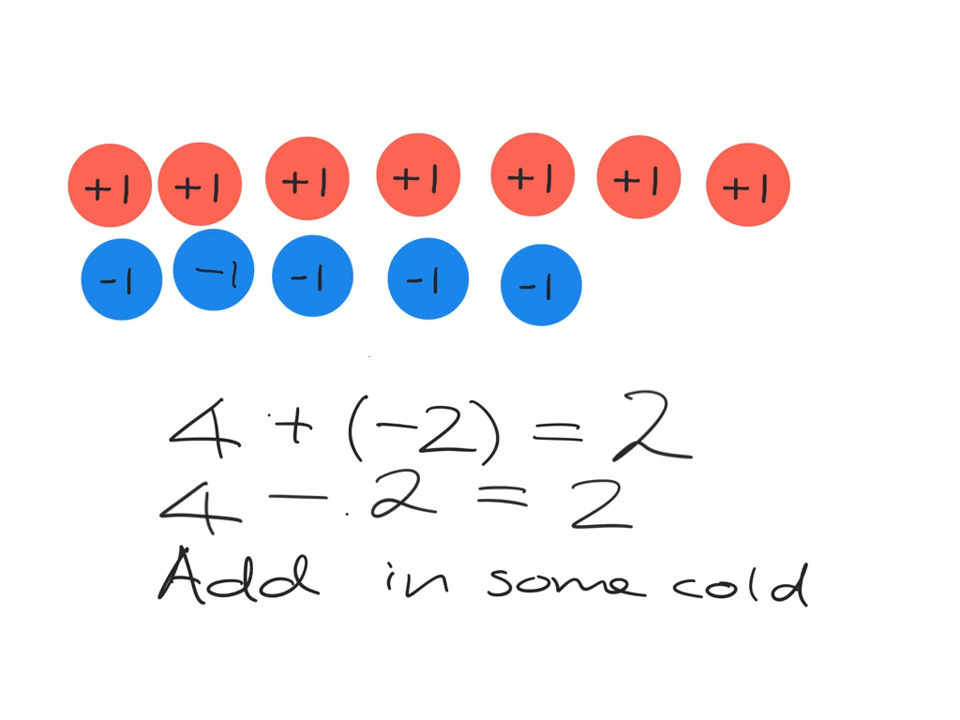 +1 +1 +1 +1 +1 +1 +1
-1 -1 -1 -1 -1
4 + (-2) = 2
4 - 2 = 2
Add in some cold